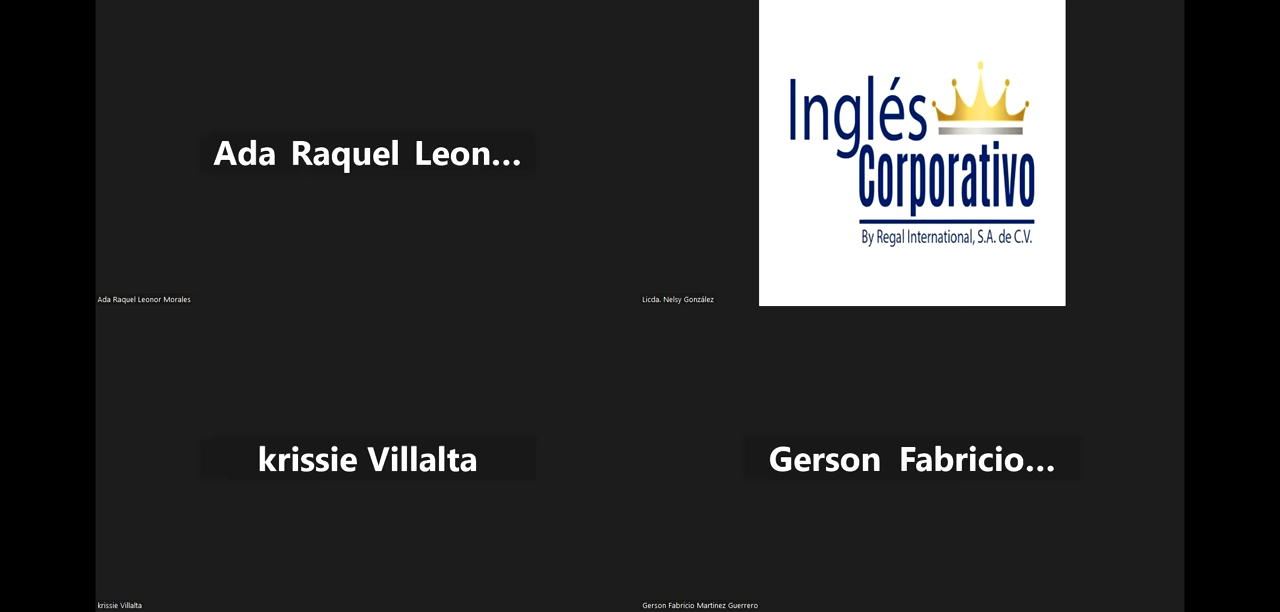 Ada Raquel Leon...
Ada Raquel Leonor Morales
Inglés
Corporativo
By Regal International, S.A. de C.V.
Licda. Nelsy González
krissie Villalta
krissie Villalta
Gerson Fabricio...
Gerson Fabricio Martinez Guerrero